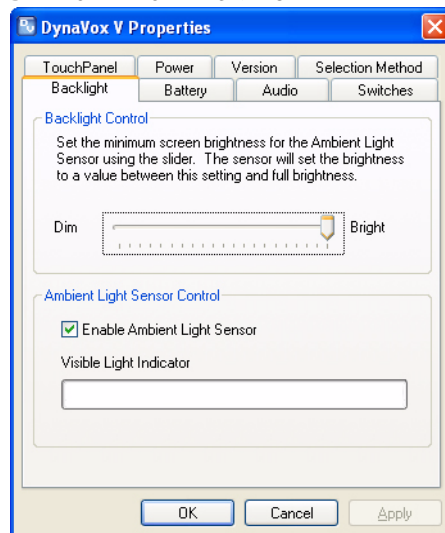 DynaVox V Properties
TouchPanel Power Version Selection Method
Backlight Battery Audio Switches
Backlight Control
Set the minimum screen brightness for the Ambient Light
Sensor using the slider. The sensor will set the brightness
to a value between this setting and full brightness.
Dim Bright
Ambient Light Sensor Control
Enable Ambient Light Sensor
Visible Light Indicator
OK Cancel Apply